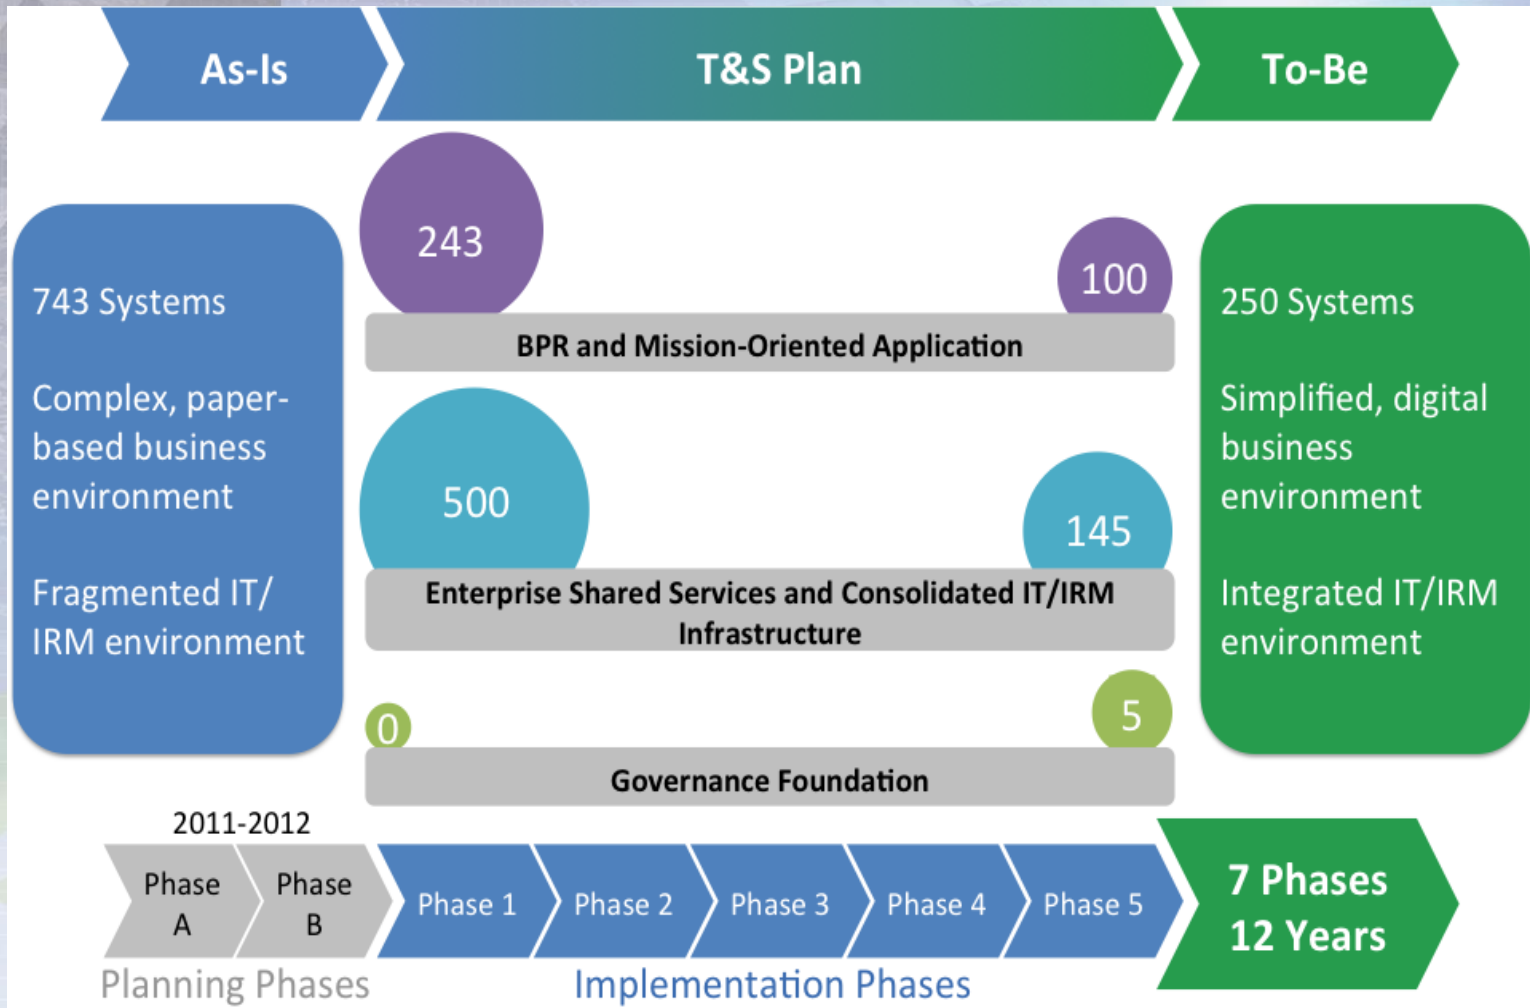 As-Is
T&S Plan
To-Be
743 Systems
Complex, paper-
based business
environment
Fragmented IT/
IRM environment
243
100
BPR and Mission-Oriented Application
500
145
Enterprise Shared Services and Consolidated IT/IRM
Infrastructure
0
5
Governance Foundation
250 Systems
Simplified, digital
business
environment
Integrated IT/IRM
environment
2011-2012
Phase
A
Phase
B
Phase 1
Phase 2
Phase 3
Phase 4
Phase 5
7 Phases
12 Years
Planning Phases
Implementation Phases